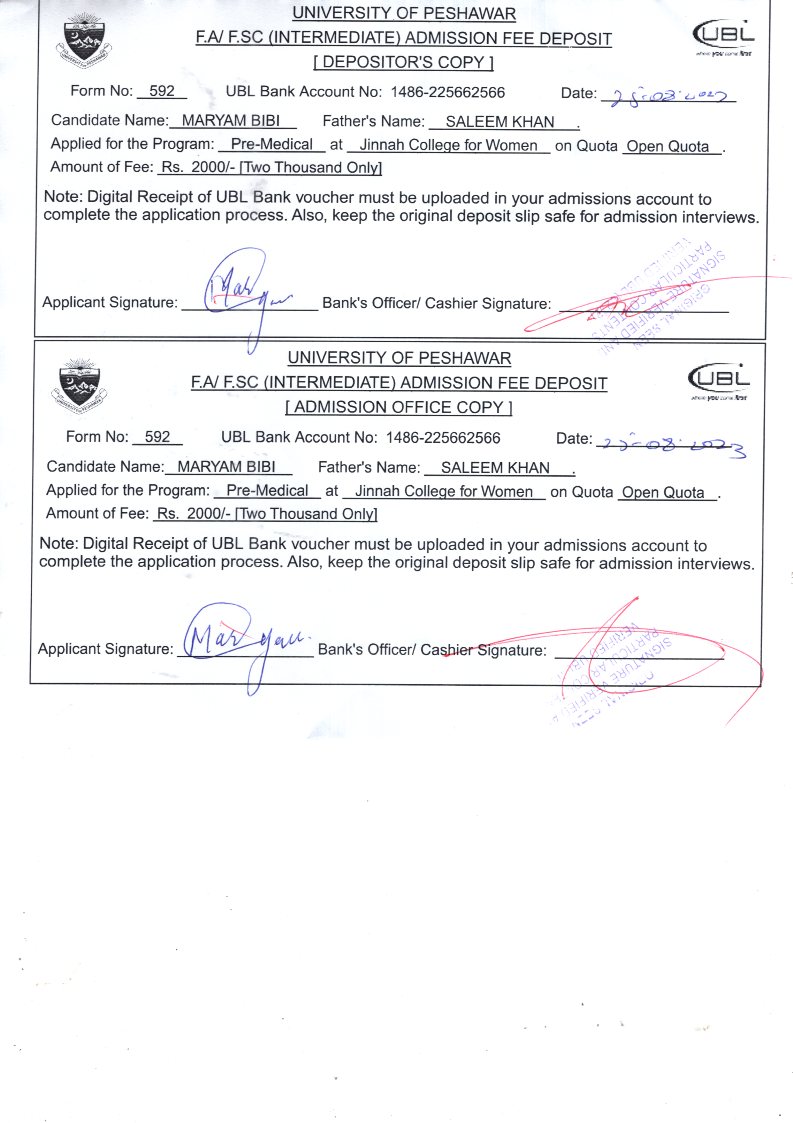 UNIVERSITY OF PESHAWAR
F.A/ F.SC (INTERMEDIATE) ADMISSION FEE DEPOSIT
[ DEPOSITOR'S COPY ]
UBL
where you come first
Form No: 592 UBL Bank Account No: 1486-225662566 Date: 25-08-2023
Candidate Name: MARYAM BIBI Father's Name: SALEEM KHAN .
Applied for the Program: Pre-Medical at Jinnah College for Women on Quota Open Quota .
Amount of Fee: Rs. 2000/- [Two Thousand Only]
Note: Digital Receipt of UBL Bank voucher must be uploaded in your admissions account to
complete the application process. Also, keep the original deposit slip safe for admission interviews.
Applicant Signature: Maryam Bank's Officer/ Cashier Signature:
ORIGINAL SEEN
SIGNATURE VERIFIED AND
PARTICULAR CONTENTS
UNIVERSITY OF PESHAWAR
F.A/ F.SC (INTERMEDIATE) ADMISSION FEE DEPOSIT
[ ADMISSION OFFICE COPY ]
UBL
where you come first
Form No: 592 UBL Bank Account No: 1486-225662566 Date: 25-08-2023
Candidate Name: MARYAM BIBI Father's Name: SALEEM KHAN .
Applied for the Program: Pre-Medical at Jinnah College for Women on Quota Open Quota .
Amount of Fee: Rs. 2000/- [Two Thousand Only]
Note: Digital Receipt of UBL Bank voucher must be uploaded in your admissions account to
complete the application process. Also, keep the original deposit slip safe for admission interviews.
Applicant Signature: Maryam Bank's Officer/ Cashier Signature:
SIGNATURE VERIFIED
PARTICULAR